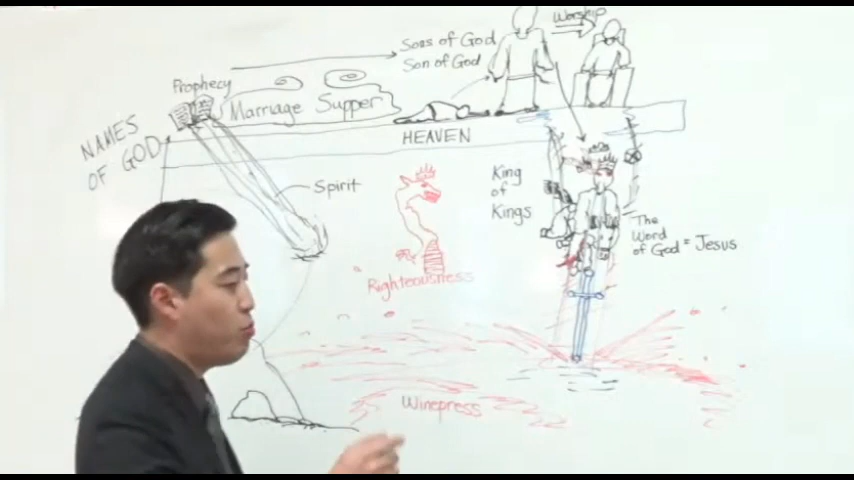 Worship
Sons of God
Son of God
Prophecy
Marriage Supper
NAMES
OF GOD
HEAVEN
Spirit
King
of
Kings
The
Word
of God = Jesus
Righteousness
Winepress